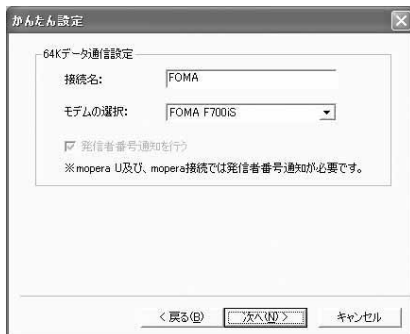 かんたん設定
64Kデータ通信設定
接続名: FOMA
モデムの選択: FOMA F700iS
発信者番号通知を行う
※mopera U及び、mopera接続では発信者番号通知が必要です。
< 戻る(B) 次へ(N) > キャンセル